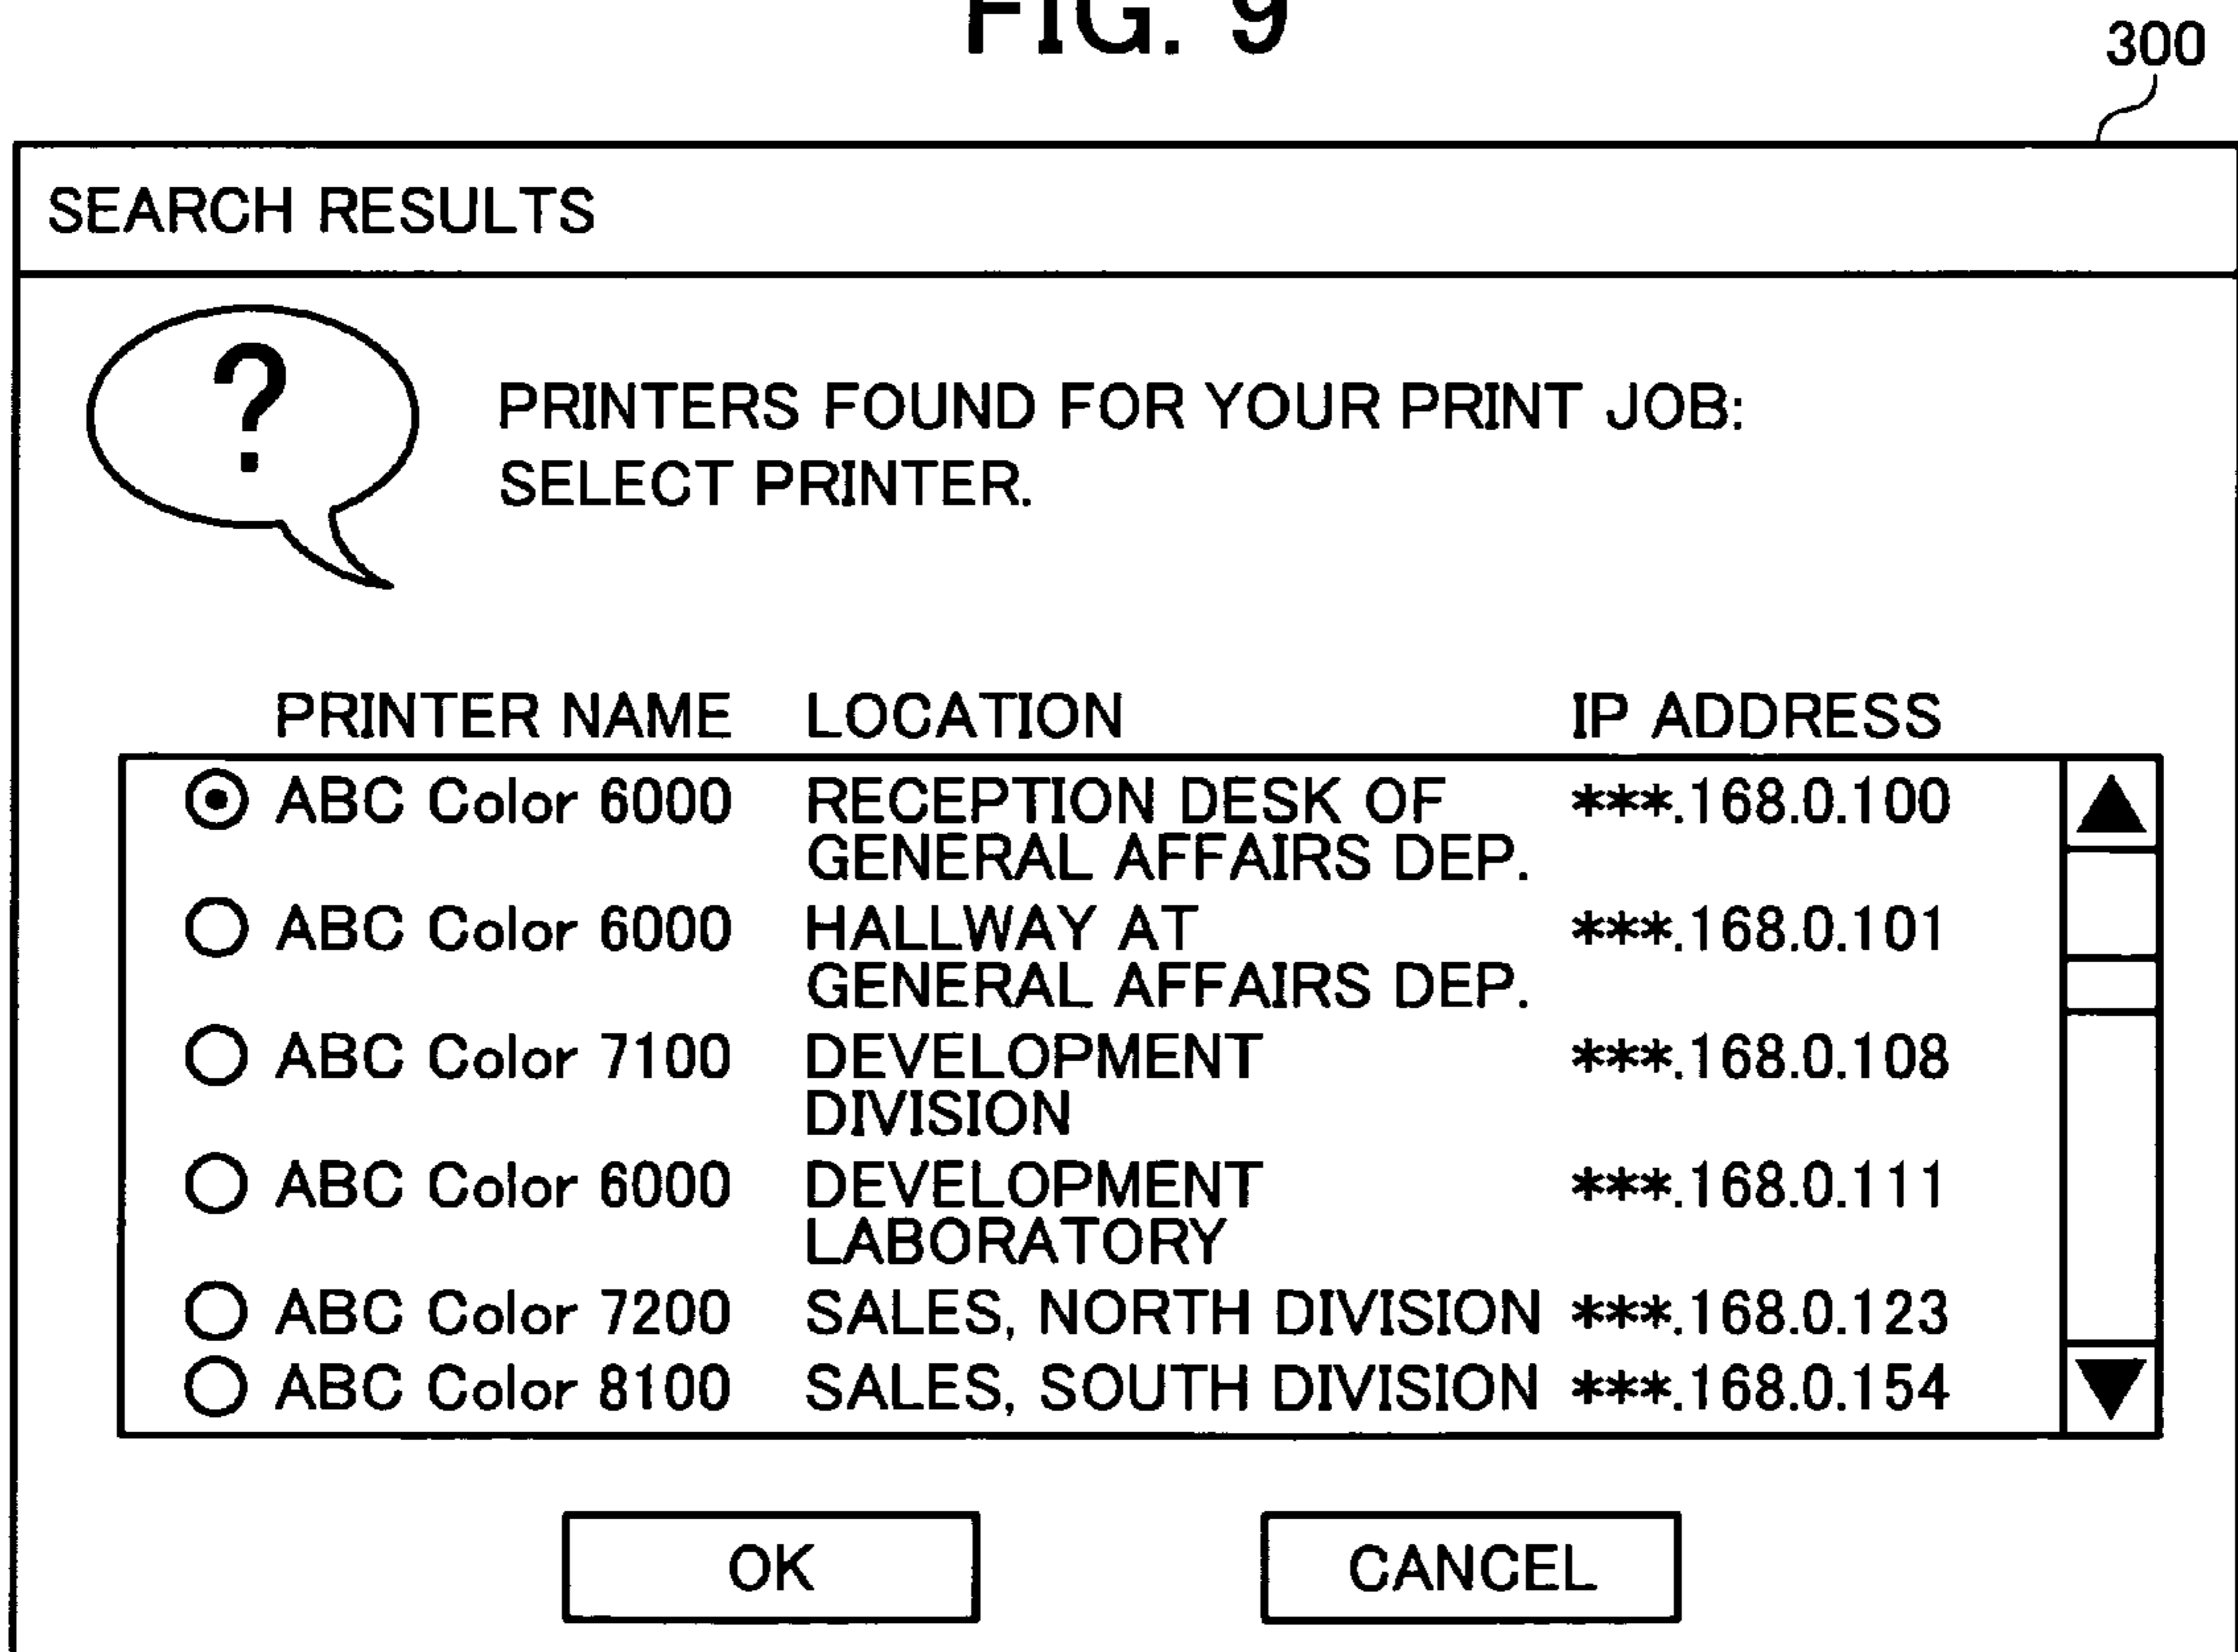 FIG. 9
300
SEARCH RESULTS
?
PRINTERS FOUND FOR YOUR PRINT JOB:
SELECT PRINTER.
PRINTER NAME LOCATION IP ADDRESS
ABC Color 6000 RECEPTION DESK OF ***.168.0.100
GENERAL AFFAIRS DEP.
ABC Color 6000 HALLWAY AT ***.168.0.101
GENERAL AFFAIRS DEP.
ABC Color 7100 DEVELOPMENT ***.168.0.108
DIVISION
ABC Color 6000 DEVELOPMENT ***.168.0.111
LABORATORY
ABC Color 7200 SALES, NORTH DIVISION ***.168.0.123
ABC Color 8100 SALES, SOUTH DIVISION ***.168.0.154
OK CANCEL